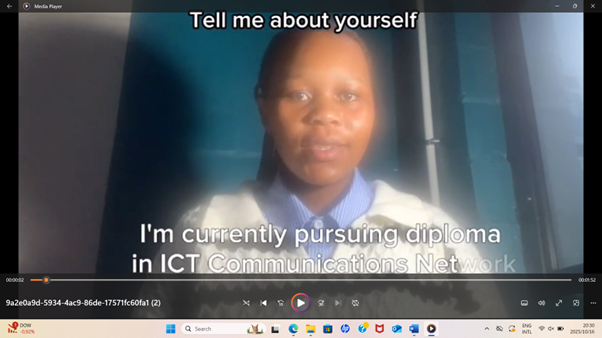 Media Player
Tell me about yourself
I'm currently pursuing diploma
in ICT Communications Network
00:00:02
00:01:52
9a2e0a9d-5934-4ac9-86de-17571fc60fa1 (2)
DOW
-0,92%
Search
ENG
INTL
20:30
2025/10/16